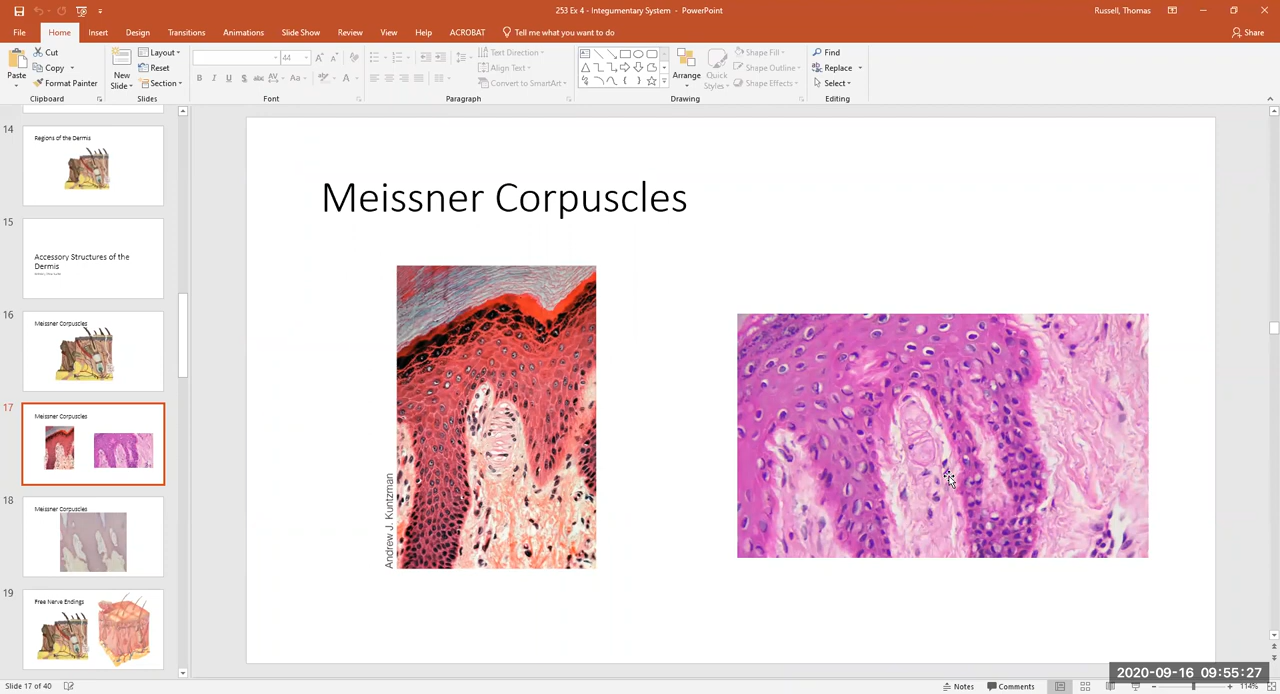 253 Ex 4 - Integumentary System - PowerPoint
Russell, Thomas
File Home Insert Design Transitions Animations Slide Show Review View Help ACROBAT Tell me what you want to do
Share
Paste
Cut
Copy
Format Painter
Clipboard
New
Slide
Layout
Reset
Section
Slides
44
Font
Text Direction
Align Text
Convert to SmartArt
Paragraph
Arrange
Quick
Styles
Shape Fill
Shape Outline
Shape Effects
Drawing
Find
Replace
Select
Editing
14
Regions of the Dermis
15
Accessory Structures of the
Dermis
16
Meissner Corpuscles
17
Meissner Corpuscles
18
Meissner Corpuscles
19
Free Nerve Endings
Meissner Corpuscles
Andrew J. Kuntzman
2020-09-16 09:55:27
Slide 17 of 40
Notes
Comments
114%